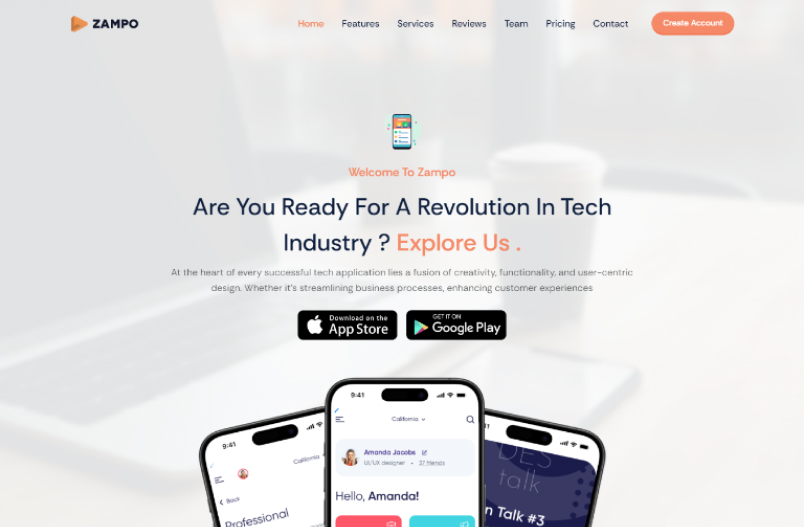 ZAMPO
Home Features Services Reviews Team Pricing Contact Create Account
Welcome To Zampo
Are You Ready For A Revolution In Tech
Industry ? Explore Us .
At the heart of every successful tech application lies a fusion of creativity, functionality, and user-centric
design. Whether it's streamlining business processes, enhancing customer experiences
Download on the
App Store
GET IT ON
Google Play
9:41
California
Back
Professional
9:41
California
Amanda Jacobs
UI/UX designer • 37 friends
Hello, Amanda!
:41
DES
talk
n Talk #3